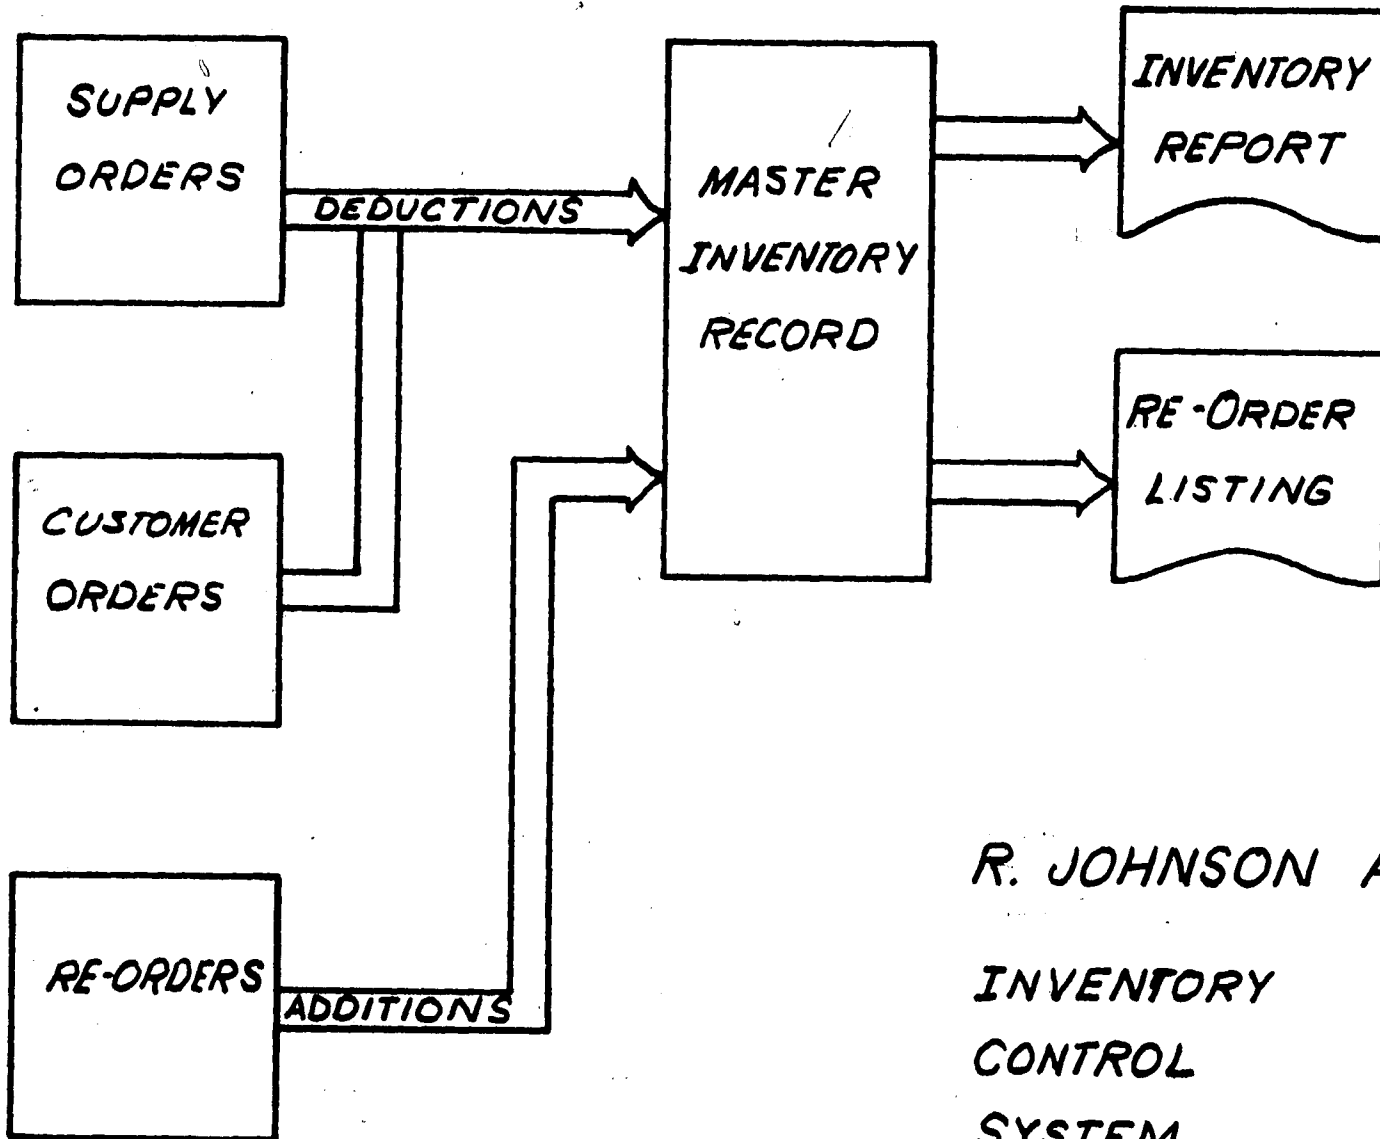 SUPPLY
ORDERS
DEDUCTIONS
CUSTOMER
ORDERS
RE-ORDERS
ADDITIONS
MASTER
INVENTORY
RECORD
INVENTORY
REPORT
RE-ORDER
LISTING
R. JOHNSON
INVENTORY
CONTROL
SYSTEM